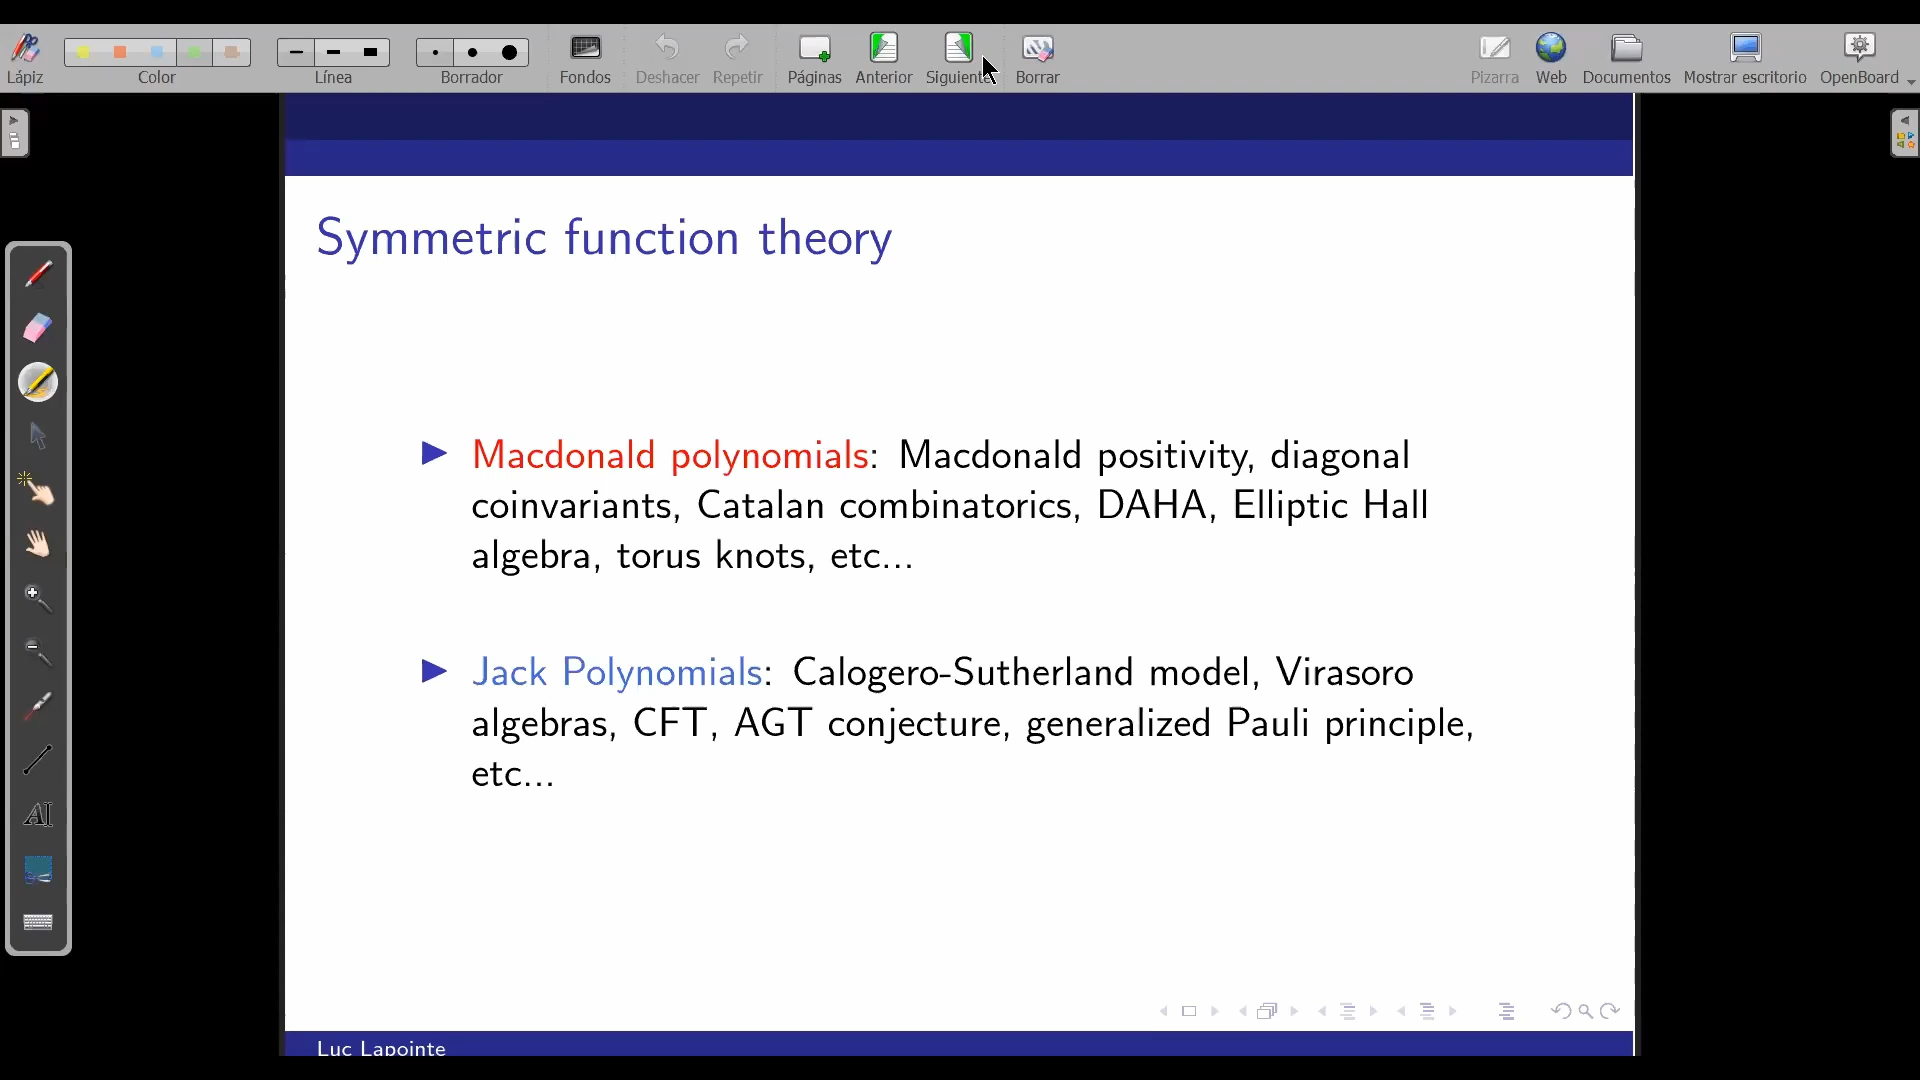 Lápiz
Color
Línea
Borrador
Fondos
Deshacer
Repetir
Páginas
Anterior
Siguiente
Borrar
Pizarra
Web
Documentos
Mostrar escritorio
OpenBoard
Symmetric function theory
Macdonald polynomials: Macdonald positivity, diagonal
coinvariants, Catalan combinatorics, DAHA, Elliptic Hall
algebra, torus knots, etc...
Jack Polynomials: Calogero-Sutherland model, Virasoro
algebras, CFT, AGT conjecture, generalized Pauli principle,
etc...
Luc Lapointe